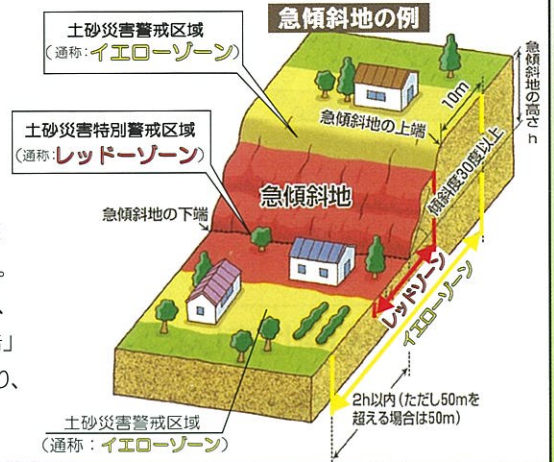 急傾斜地の例
土砂災害警戒区域
(通称:イエローゾーン)
土砂災害特別警戒区域
(通称:レッドーゾーン)
急傾斜地の下端
急傾斜地の上端
10m
急傾斜地の高さh
傾斜度30度以上
急傾斜地
レッドゾーン
イエローゾーン
2h以内(ただし50mを
超える場合は50m)
土砂災害警戒区域
(通称:イエローゾーン)
。
、
」
り、